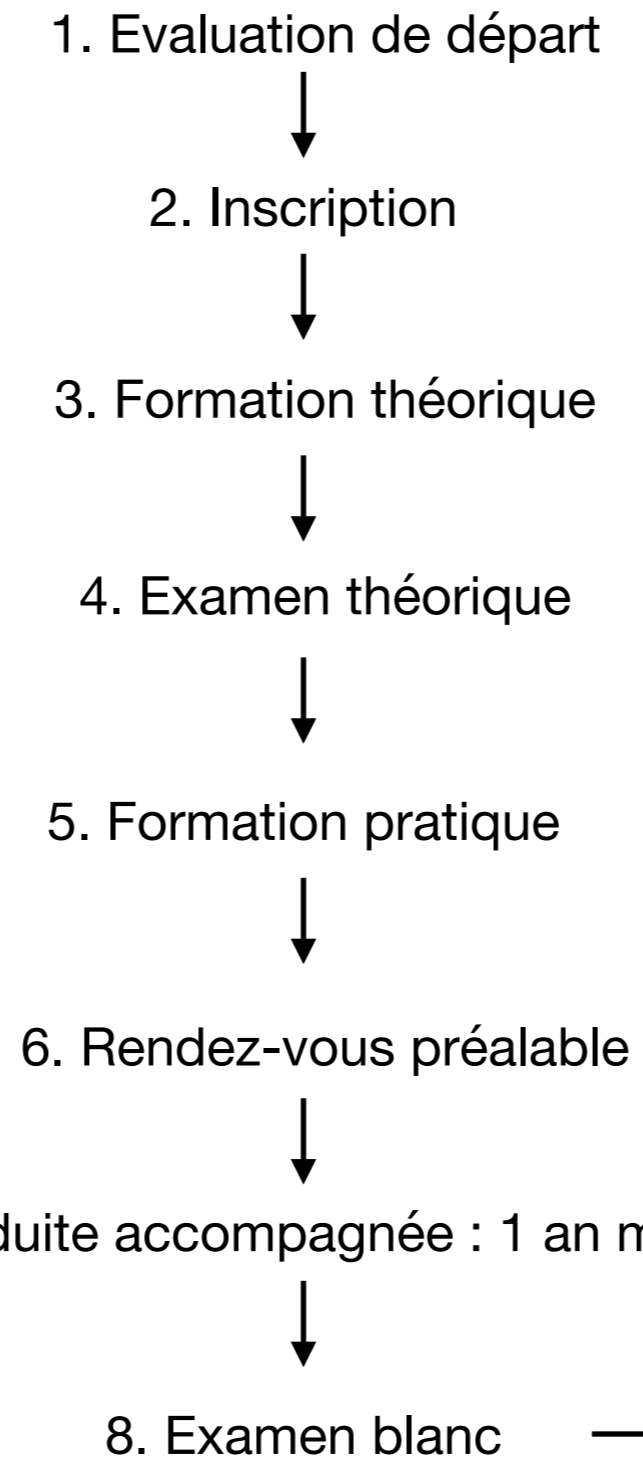 1. Evaluation de départ
2. Inscription
3. Formation théorique
4. Examen théorique
5. Formation pratique
6. Rendez-vous préalable
accompagnée : 1 an
8. Examen blanc